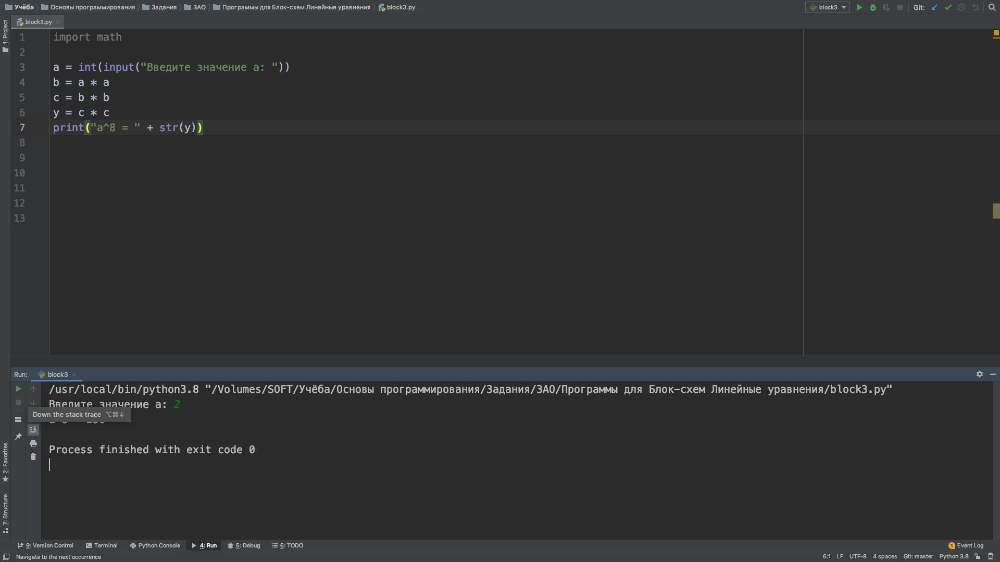 Учёба Основы программирования Задания ЗАО Программы для Блок-схем Линейные уравнения block3.py block3 Git:
block3.py
1: Project
1 import math
2
3 a = int(input("Введите значение a: "))
4 b = a * a
5 c = b * b
6 y = c * c
7 print("a^8 = " + str(y))
8
9
10
11
12
13
Run: block3
/usr/local/bin/python3.8 "/Volumes/SOFT/Учёба/Основы программирования/Задания/ЗАО/Программы для Блок-схем Линейные уравнения/block3.py"
Введите значение a: 2
Down the stack trace ⌥⌘↓
Process finished with exit code 0
2: Favorites
7: Structure
9: Version Control Terminal Python Console 4: Run 5: Debug 6: TODO 1 Event Log
Navigate to the next occurrence 6:1 LF UTF-8 4 spaces Git: master Python 3.8